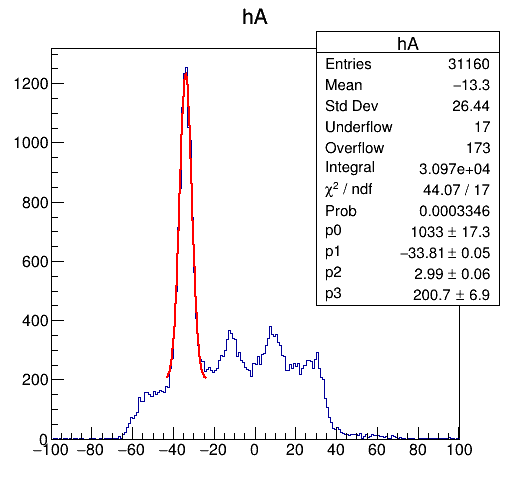 hA
hA
Entries 31160
Mean −13.3
Std Dev 26.44
Underflow 17
Overflow 173
Integral 3.097e+04
χ² / ndf 44.07 / 17
Prob 0.0003346
p0 1033 ± 17.3
p1 −33.81 ± 0.05
p2 2.99 ± 0.06
p3 200.7 ± 6.9
1200
1000
800
600
400
200
0
−100 −80 −60 −40 −20 0 20 40 60 80 100